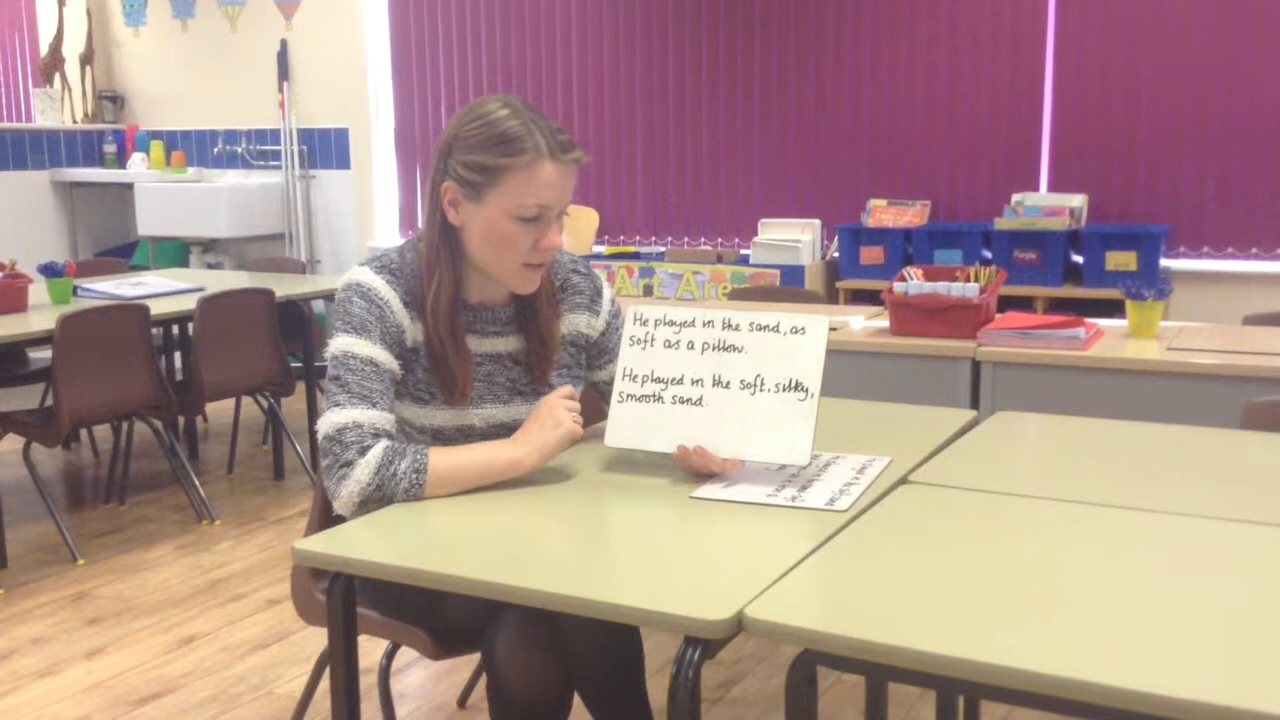 He played in the sand, as
soft as a pillow.
He played in the soft, silky,
smooth sand.
Art Are
Purple